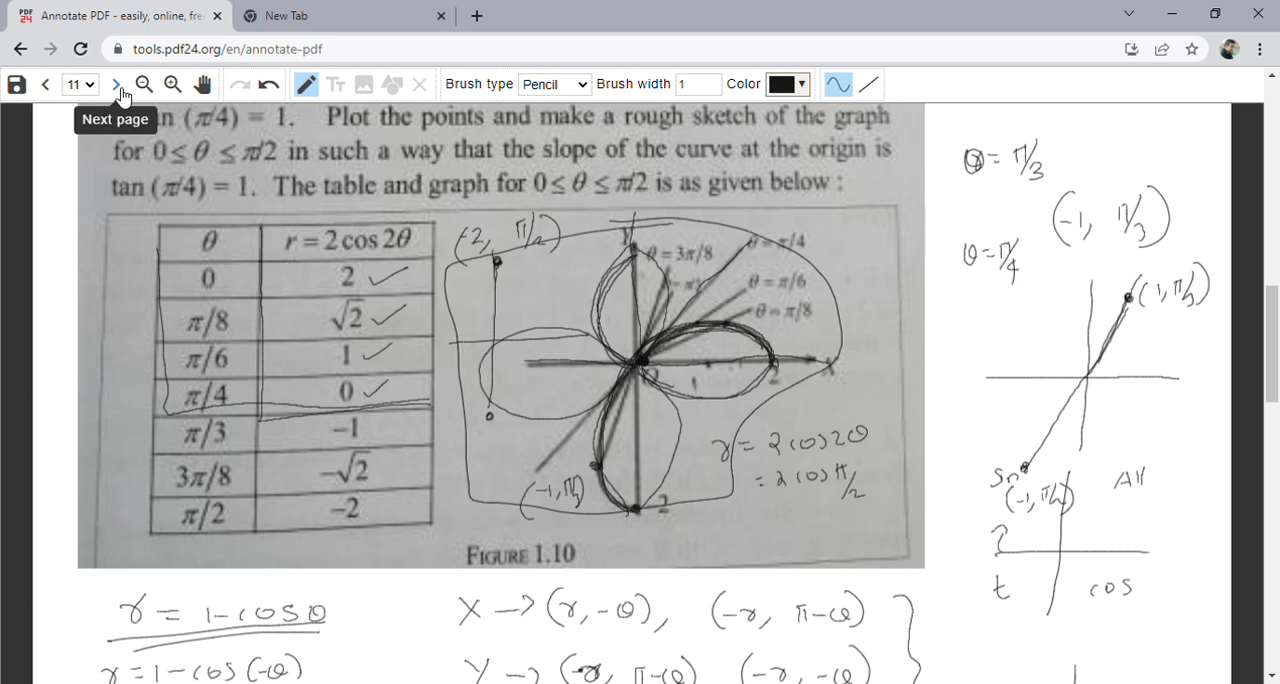 Annotate PDF - easily, online, fre
New Tab
tools.pdf24.org/en/annotate-pdf
11
Brush type Pencil Brush width 1 Color
Next page
an (π/4) = 1. Plot the points and make a rough sketch of the graph
for 0 ≤ θ ≤ π/2 in such a way that the slope of the curve at the origin is
tan (π/4) = 1. The table and graph for 0 ≤ θ ≤ π/2 is as given below :
θ r = 2 cos 2θ
0 2 ✓
π/8 √2 ✓
π/6 1 ✓
π/4 0 ✓
π/3 -1
3π/8 -√2
π/2 -2
(-2, π/2)
Y
θ = 3π/8
θ = π/4
θ = π/6
θ = π/8
1
2
X
r = 2 cos 2θ
= 2 cos π/2
(-1, π/3)
2
FIGURE 1.10
θ = π/3
(-1, π/3)
θ = π/4
(1, π/3)
All
t
cos
r = 1 - cos θ
r = 1 - cos (-θ)
X → (r, -θ), (-r, π-θ)
Y → (r, π-θ) (-r, -θ)